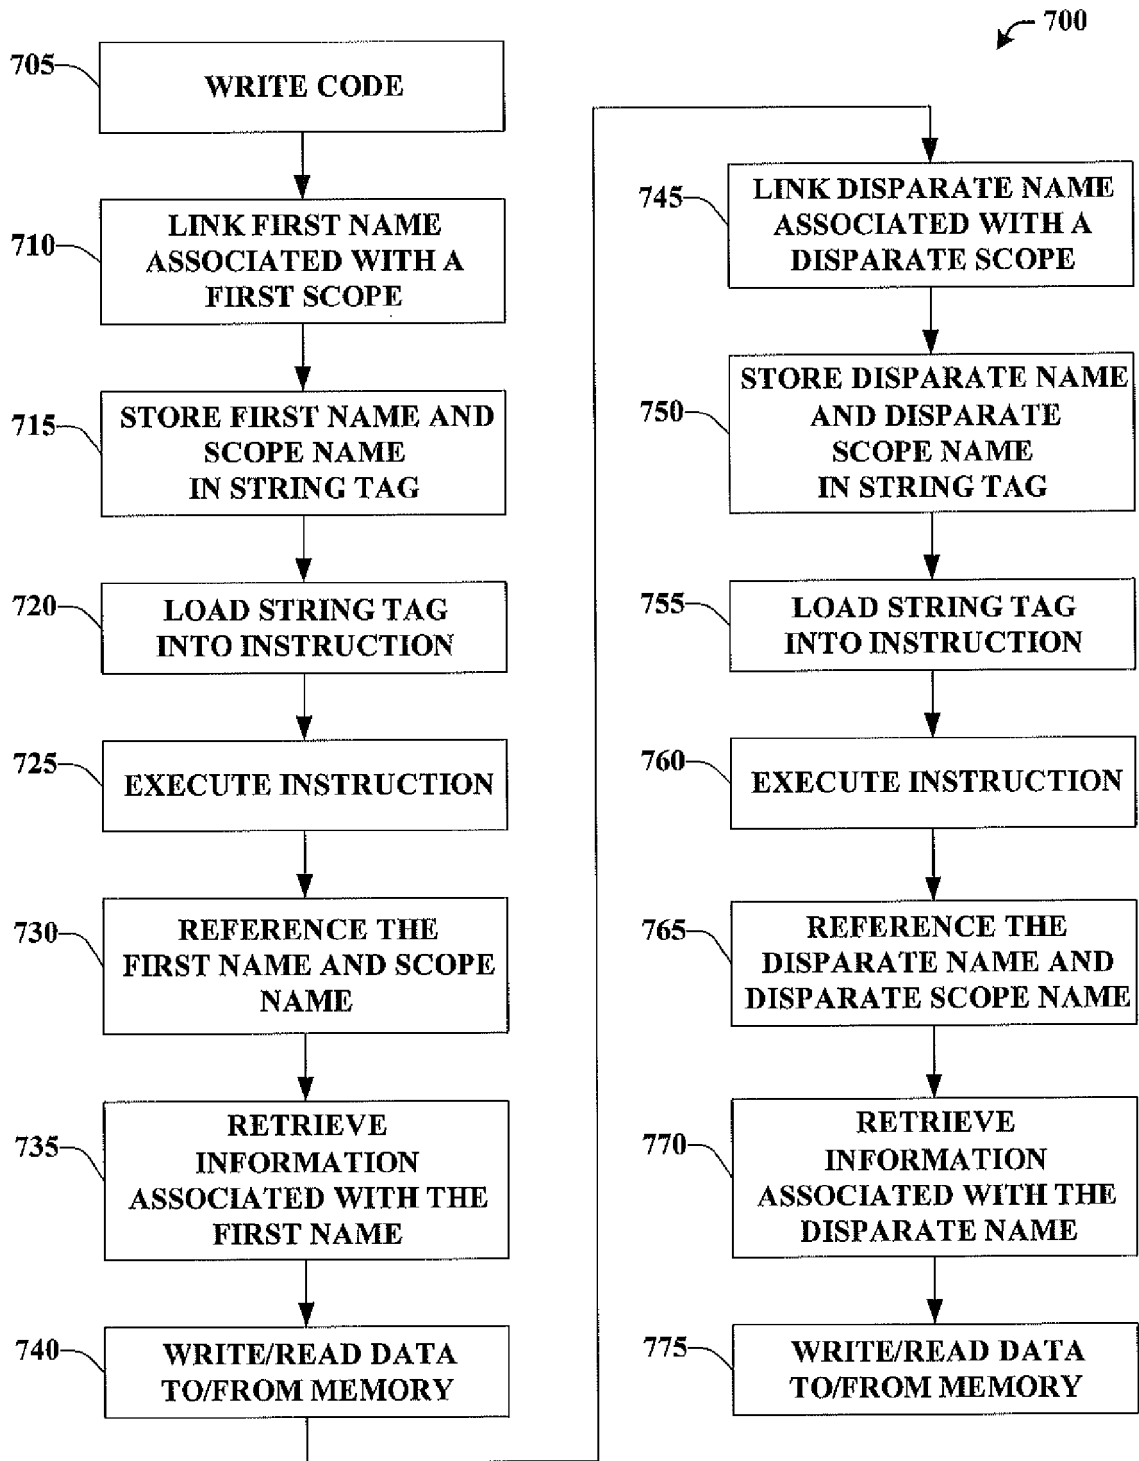 700
705
WRITE CODE
710
LINK FIRST NAME
ASSOCIATED WITH A
FIRST SCOPE
715
STORE FIRST NAME AND
SCOPE NAME
IN STRING TAG
720
LOAD STRING TAG
INTO INSTRUCTION
725
EXECUTE INSTRUCTION
730
REFERENCE THE
FIRST NAME AND SCOPE
NAME
735
RETRIEVE
INFORMATION
ASSOCIATED WITH THE
FIRST NAME
740
WRITE/READ DATA
TO/FROM MEMORY
745
LINK DISPARATE NAME
ASSOCIATED WITH A
DISPARATE SCOPE
750
STORE DISPARATE NAME
AND DISPARATE
SCOPE NAME
IN STRING TAG
755
LOAD STRING TAG
INTO INSTRUCTION
760
EXECUTE INSTRUCTION
765
REFERENCE THE
DISPARATE NAME AND
DISPARATE SCOPE NAME
770
RETRIEVE
INFORMATION
ASSOCIATED WITH THE
DISPARATE NAME
775
WRITE/READ DATA
TO/FROM MEMORY